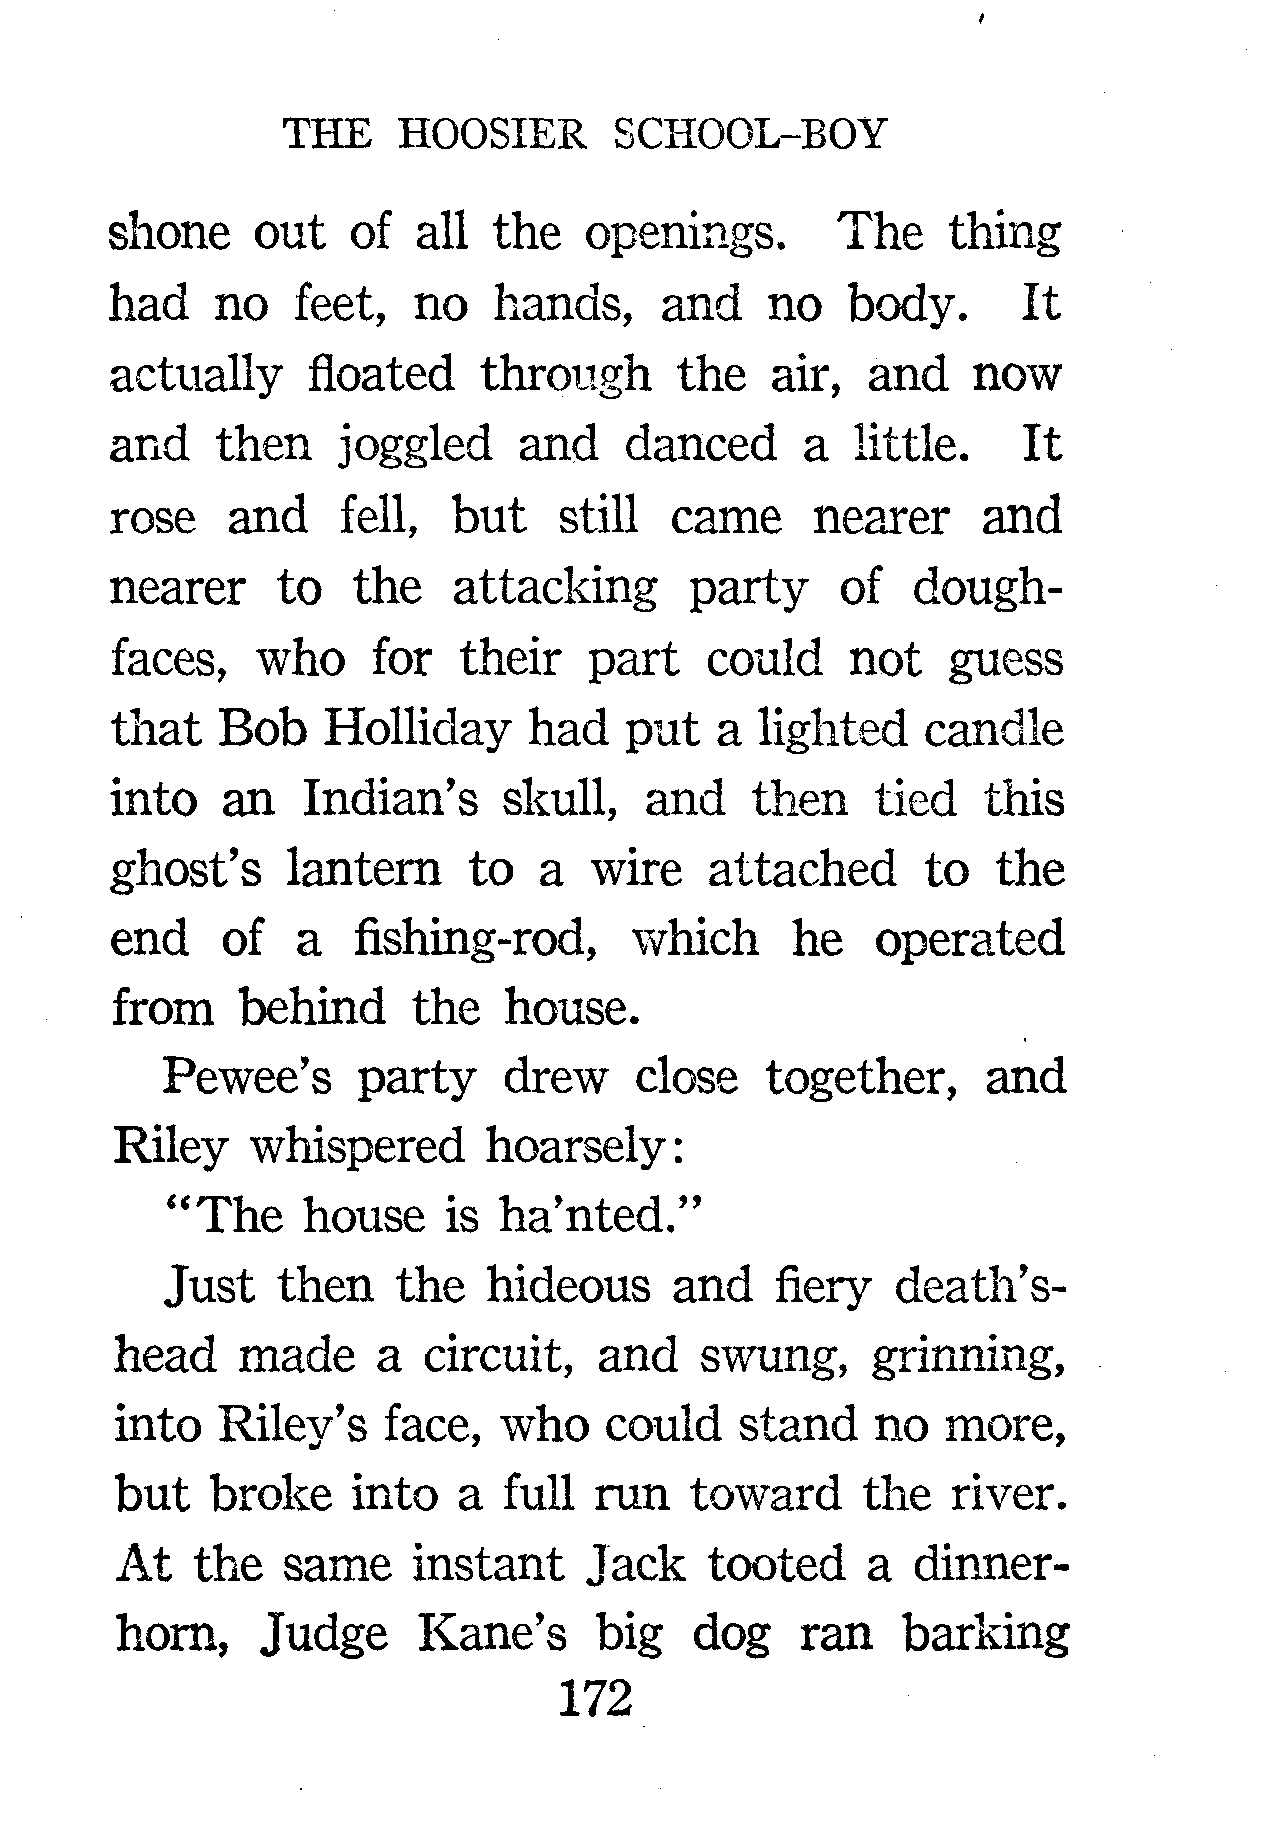 THE HOOSIER SCHOOL-BOY
shone out of all the openings. The thing
had no feet, no hands, and no body. It
actually floated through the air, and now
and then joggled and danced a little. It
rose and fell, but still came nearer and
nearer to the attacking party of dough-
faces, who for their part could not guess
that Bob Holliday had put a lighted candle
into an Indian's skull, and then tied this
ghost's lantern to a wire attached to the
end of a fishing-rod, which he operated
from behind the house.
Pewee's party drew close together, and
Riley whispered hoarsely:
“The house is ha'nted.”
Just then the hideous and fiery death's-
head made a circuit, and swung, grinning,
into Riley's face, who could stand no more,
but broke into a full run toward the river.
At the same instant Jack tooted a dinner-
horn, Judge Kane's big dog ran barking
172